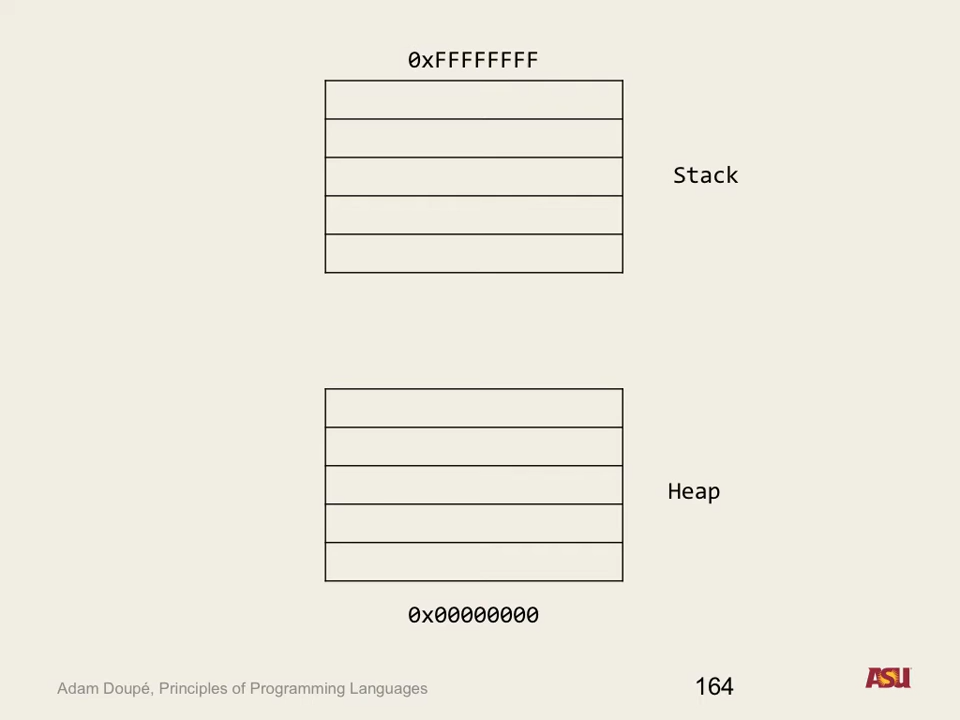 0xFFFFFFFF
Stack
Heap
0x00000000
Adam Doupé, Principles of Programming Languages
164
ASU